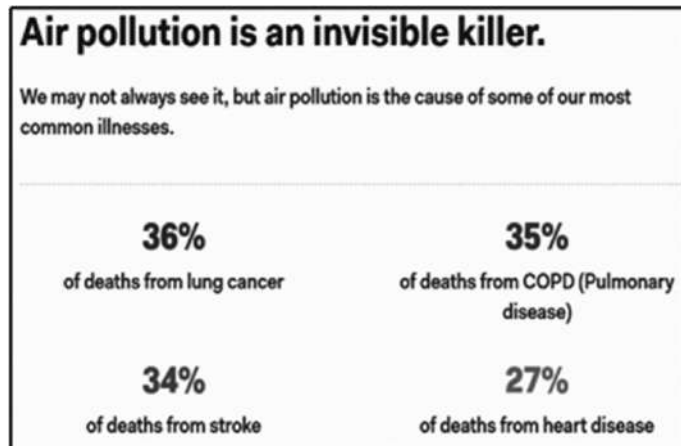 Air pollution is an invisible killer.
We may not always see it, but air pollution is the cause of some of our most
common illnesses.
36%
of deaths from lung cancer
35%
of deaths from COPD (Pulmonary
disease)
34%
of deaths from stroke
27%
of deaths from heart disease